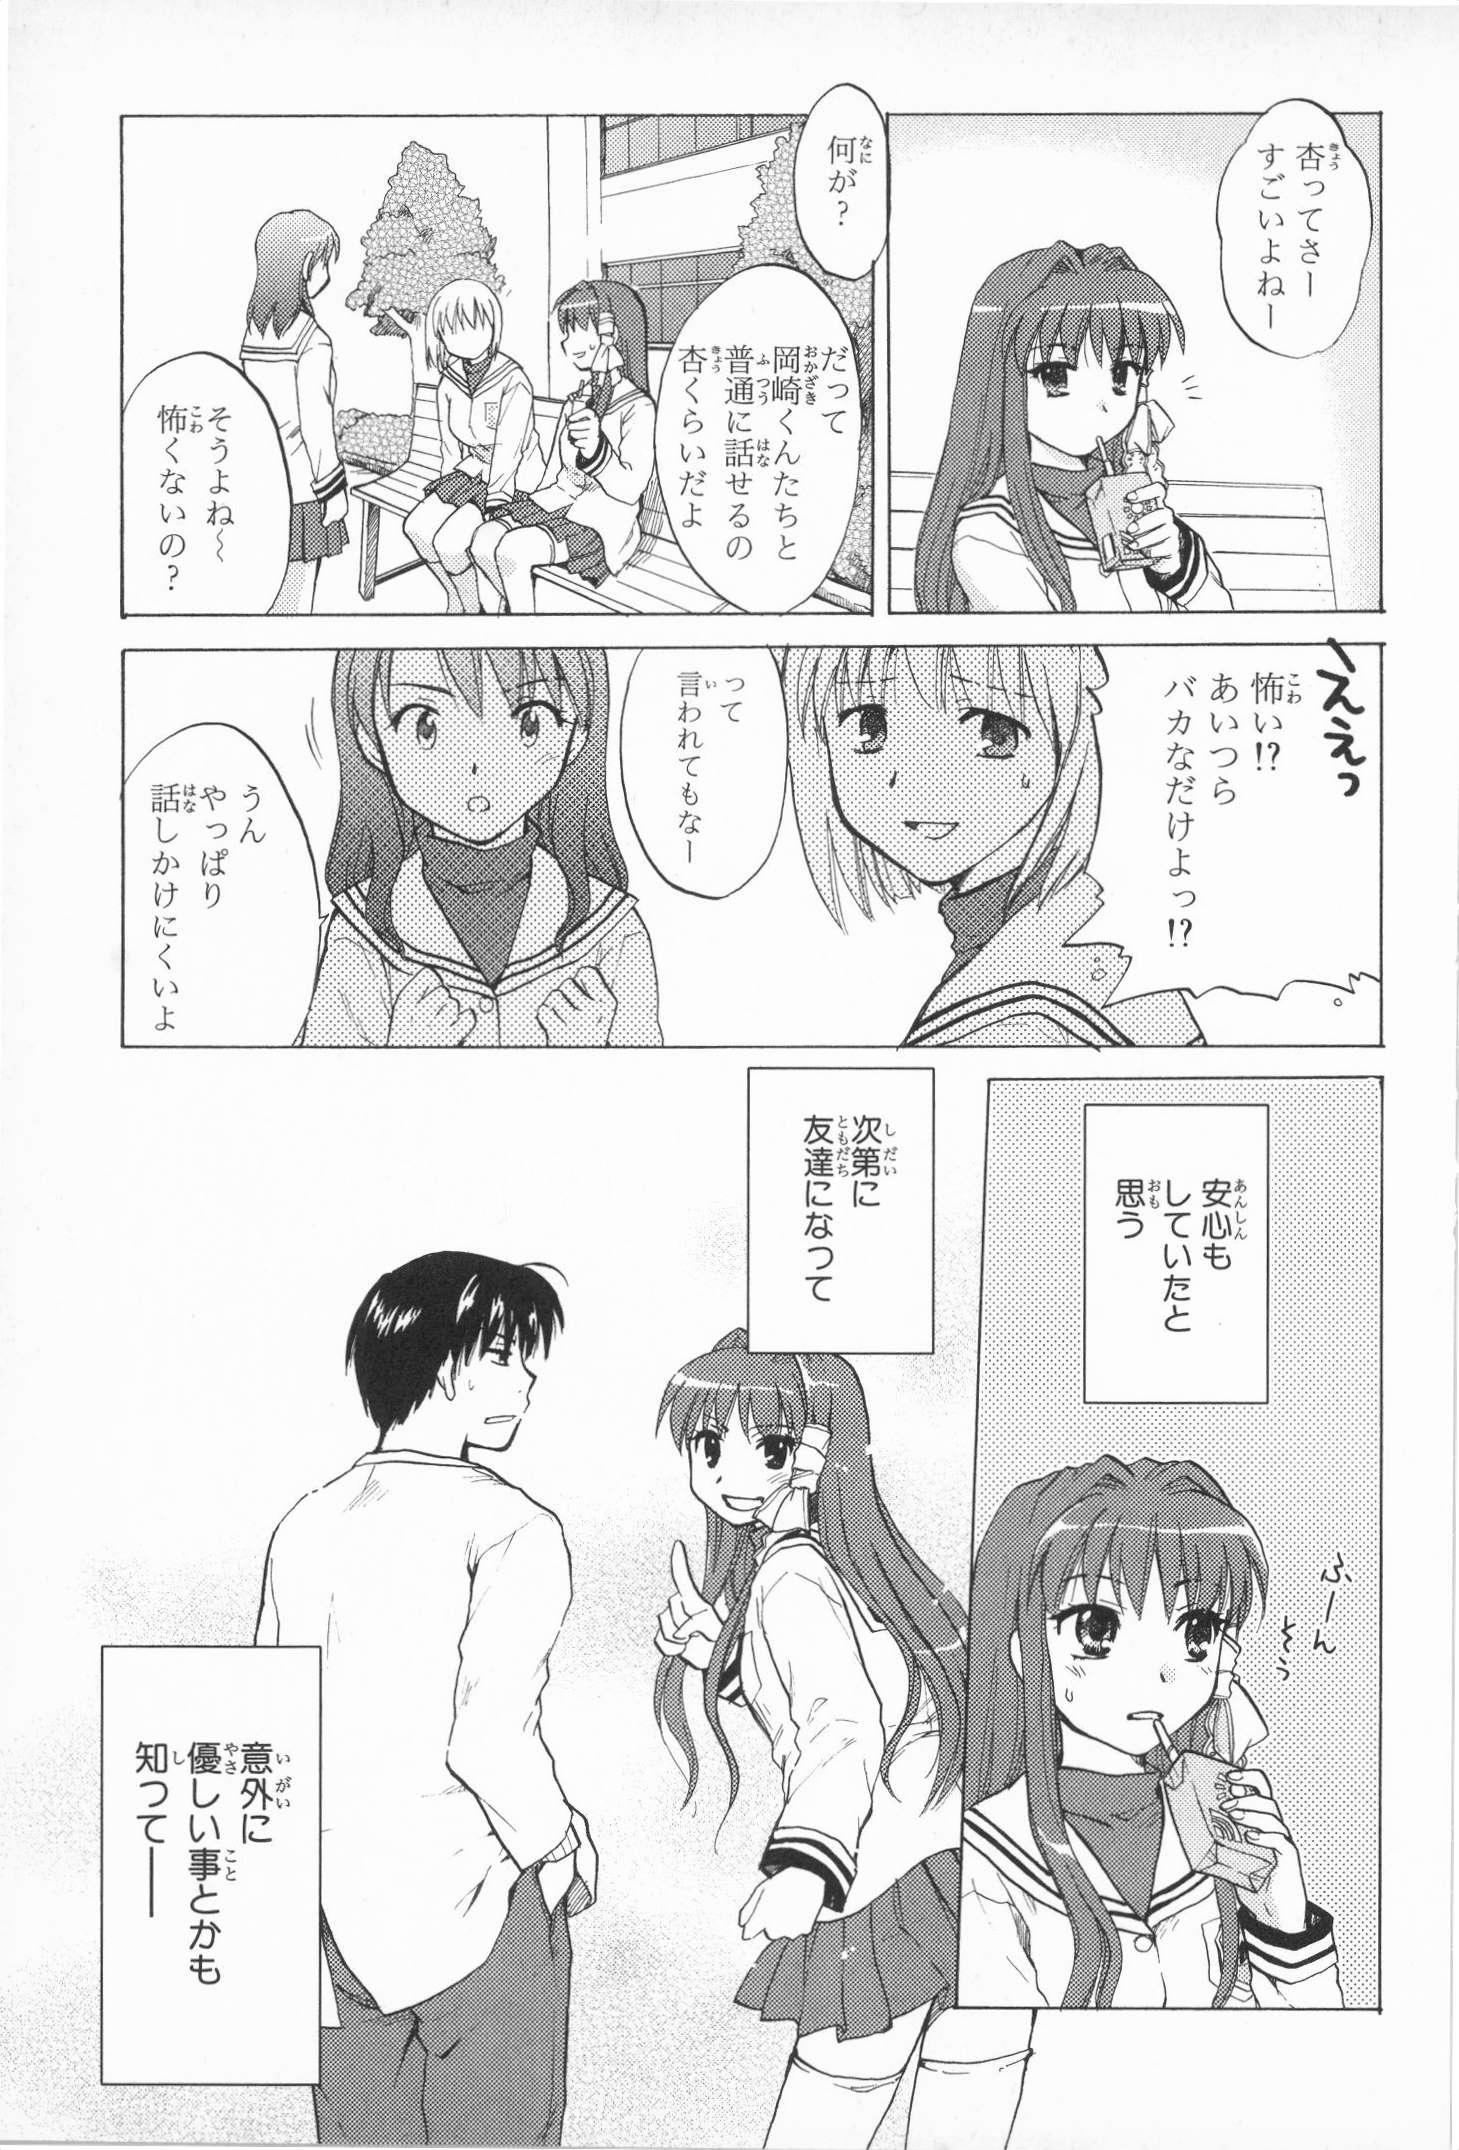 杏ってさー
すごいよねー
何が?
だって
岡崎くんたちと
普通に話せるの
杏くらいだよ
そうよね～
怖くないの?
えぇっ
怖い!?
あいつら
バカなだけよっ!?
って
言われてもなー
うん
やっぱり
話しかけにくいよ
安心も
していたと
思う
ふーん
そう
次第に
友達になって
意外に
優しい事とかも
知って――